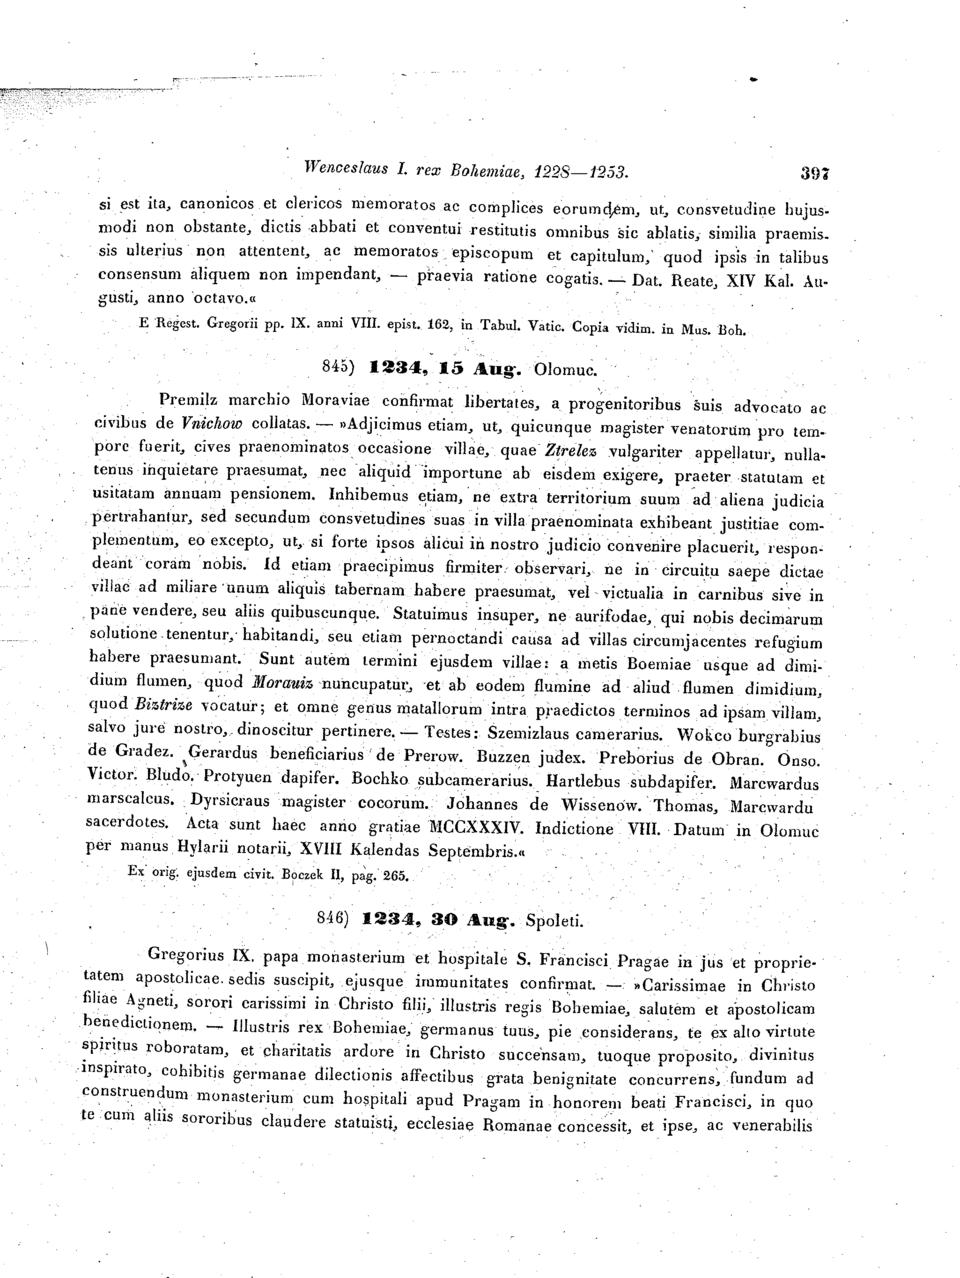 Wenceslaus I. rex Bohemiae, 1228—1253. 397
si est ita, canonicos et clericos memoratos ac complices eorumdem, ut, consvetudine hujus-
modi non obstante, dictis abbati et conventui restitutis omnibus sic ablatis, similia praemis-
sis ulterius non attentent, ac memoratos episcopum et capitulum, quod ipsis in talibus
consensum aliquem non impendant, — praevia ratione cogatis. — Dat. Reate, XIV Kal. Au-
gusti, anno octavo.«
E Regest. Gregorii pp. IX. anni VIII. epist. 162, in Tabul. Vatic. Copia vidim. in Mus. Boh.
845) 1234, 15 Aug. Olomuc.
Premilz marchio Moraviae confirmat libertates, a progenitoribus suis advocato ac
civibus de Vnichow collatas. — »Adjicimus etiam, ut, quicunque magister venatorum pro tem-
pore fuerit, cives praenominatos occasione villae, quae Ztrelez vulgariter appellatur, nulla-
tenus inquietare praesumat, nec aliquid importune ab eisdem exigere, praeter statutam et
usitatam annuam pensionem. Inhibemus etiam, ne extra territorium suum ad aliena judicia
pertrahantur, sed secundum consvetudines suas in villa praenominata exhibeant justitiae com-
plementum, eo excepto, ut, si forte ipsos alicui in nostro judicio convenire placuerit, respon-
deant coram nobis. Id etiam praecipimus firmiter observari, ne in circuitu saepe dictae
villae ad miliare unum aliquis tabernam habere praesumat, vel victualia in carnibus sive in
pane vendere, seu aliis quibuscunque. Statuimus insuper, ne aurifodae, qui nobis decimarum
solutione tenentur, habitandi, seu etiam pernoctandi causa ad villas circumjacentes refugium
habere praesumant. Sunt autem termini ejusdem villae: a metis Boemiae usque ad dimi-
dium flumen, quod Morauiz nuncupatur, et ab eodem flumine ad aliud flumen dimidium,
quod Biztrize vocatur; et omne genus matallorum intra praedictos terminos ad ipsam villam,
salvo jure nostro, dinoscitur pertinere. — Testes: Szemizlaus camerarius. Wokco burgrabius
de Gradez. Gerardus beneficiarius de Prerow. Buzzen judex. Preborius de Obran. Onso.
Victor. Bludo. Protyuen dapifer. Bochko subcamerarius. Hartlebus subdapifer. Marcwardus
marscalcus. Dyrsicraus magister cocorum. Johannes de Wissenow. Thomas, Marcwardu
sacerdotes. Acta sunt haec anno gratiae MCCXXXIV. Indictione VIII. Datum in Olomuc
per manus Hylarii notarii, XVIII Kalendas Septembris.«
Ex orig. ejusdem civit. Boczek II, pag. 265.
846) 1234, 30 Aug. Spoleti.
Gregorius IX. papa monasterium et hospitale S. Francisci Pragae in jus et proprie-
tatem apostolicae sedis suscipit, ejusque immunitates confirmat. — »Carissimae in Christo
filiae Agneti, sorori carissimi in Christo filii, illustris regis Bohemiae, salutem et apostolicam
benedictionem. — Illustris rex Bohemiae, germanus tuus, pie considerans, te ex alto virtute
spiritus roboratam, et charitatis ardore in Christo succensam, tuoque proposito, divinitus
inspirato, cohibitis germanae dilectionis affectibus grata benignitate concurrens, fundum ad
construendum monasterium cum hospitali apud Pragam in honorem beati Francisci, in quo
te cum aliis sororibus claudere statuisti, ecclesiae Romanae concessit, et ipse, ac venerabilis